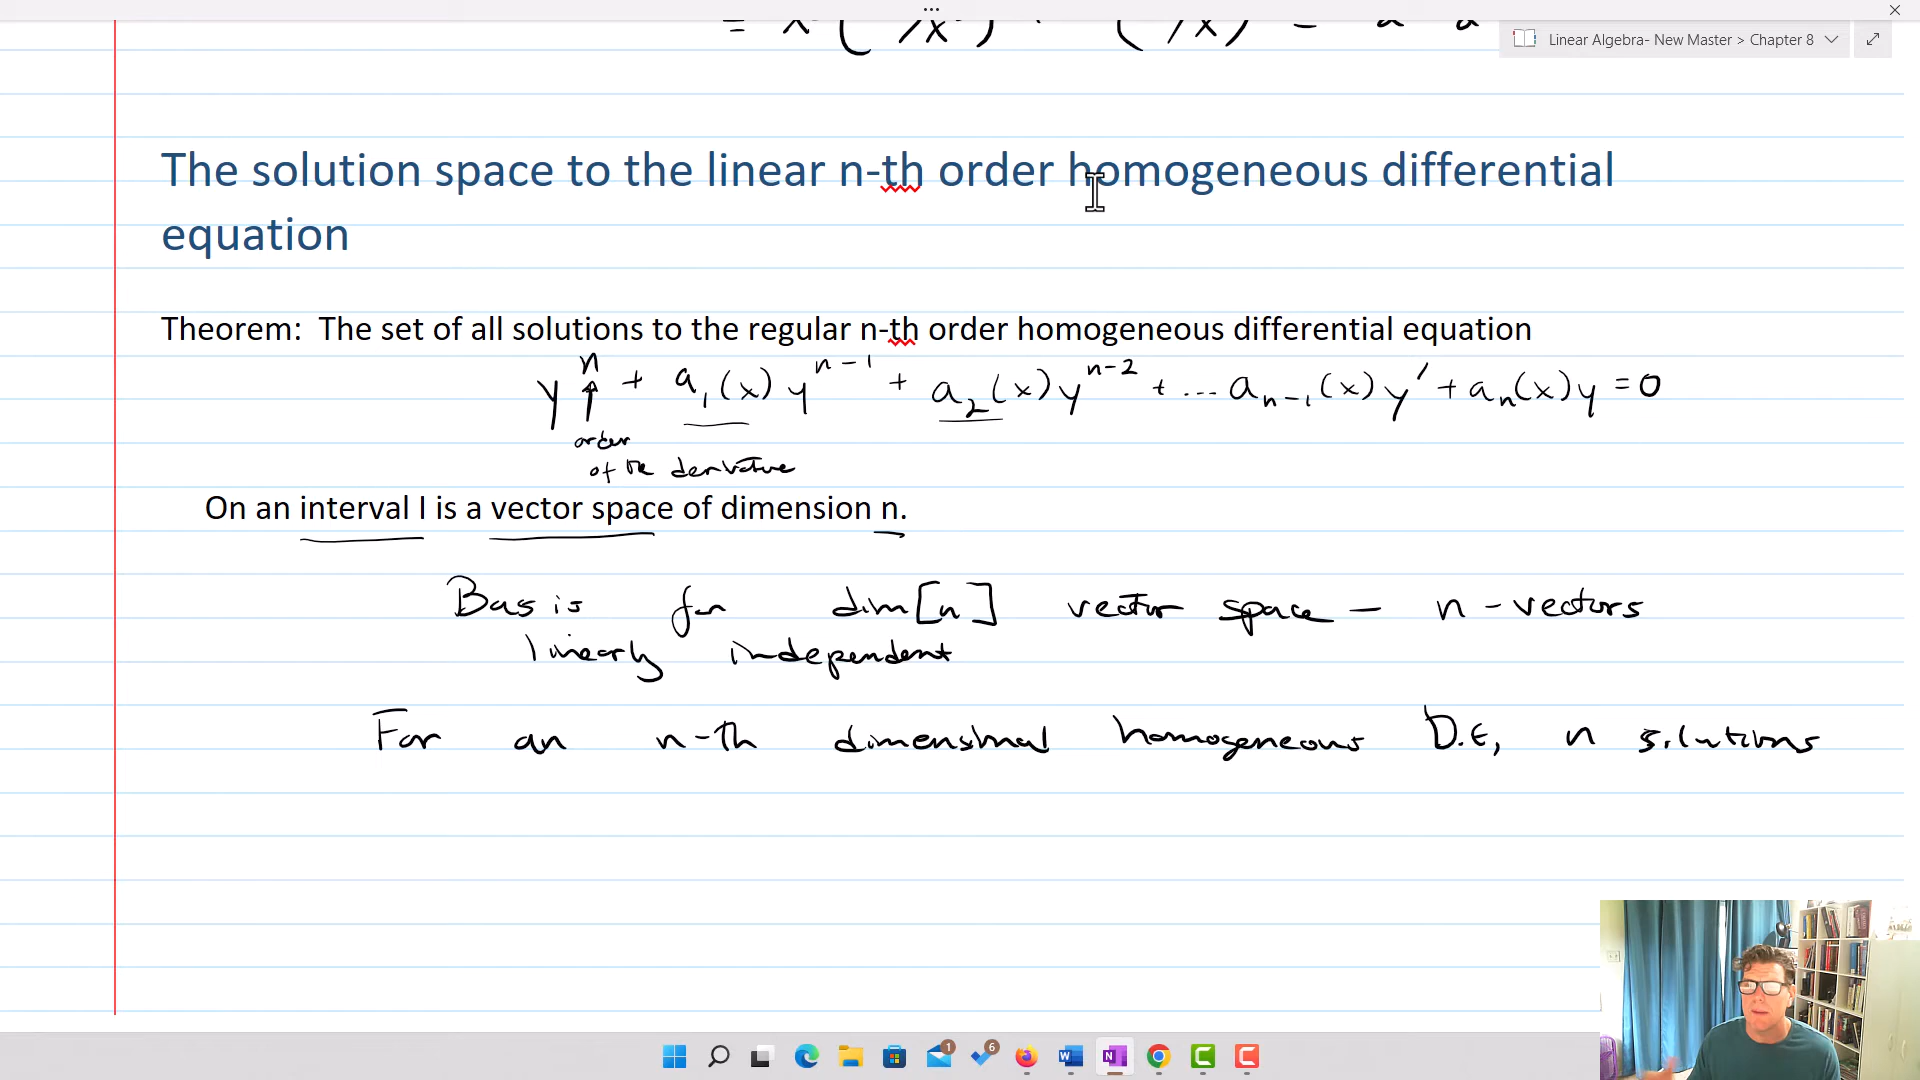 Linear Algebra- New Master > Chapter 8
The solution space to the linear n-th order homogeneous differential
equation
Theorem: The set of all solutions to the regular n-th order homogeneous differential equation
y^n + a_1(x) y^{n-1} + a_2(x) y^{n-2} + ... a_{n-1}(x) y' + a_n(x) y = 0
order
of the derivative
On an interval I is a vector space of dimension n.
Basis for dim[n] vector space - n-vectors
linearly independent
For an n-th dimensional homogeneous D.E, n solutions
1
6